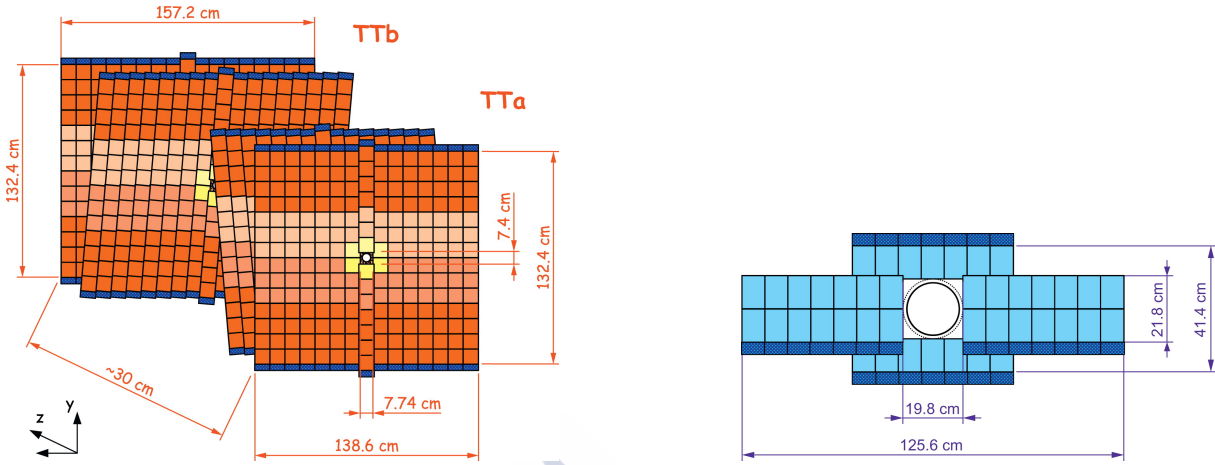 157.2 cm
TTb
TTa
132.4 cm
7.4 cm
132.4 cm
~30 cm
7.74 cm
138.6 cm
z
y
21.8 cm
41.4 cm
19.8 cm
125.6 cm